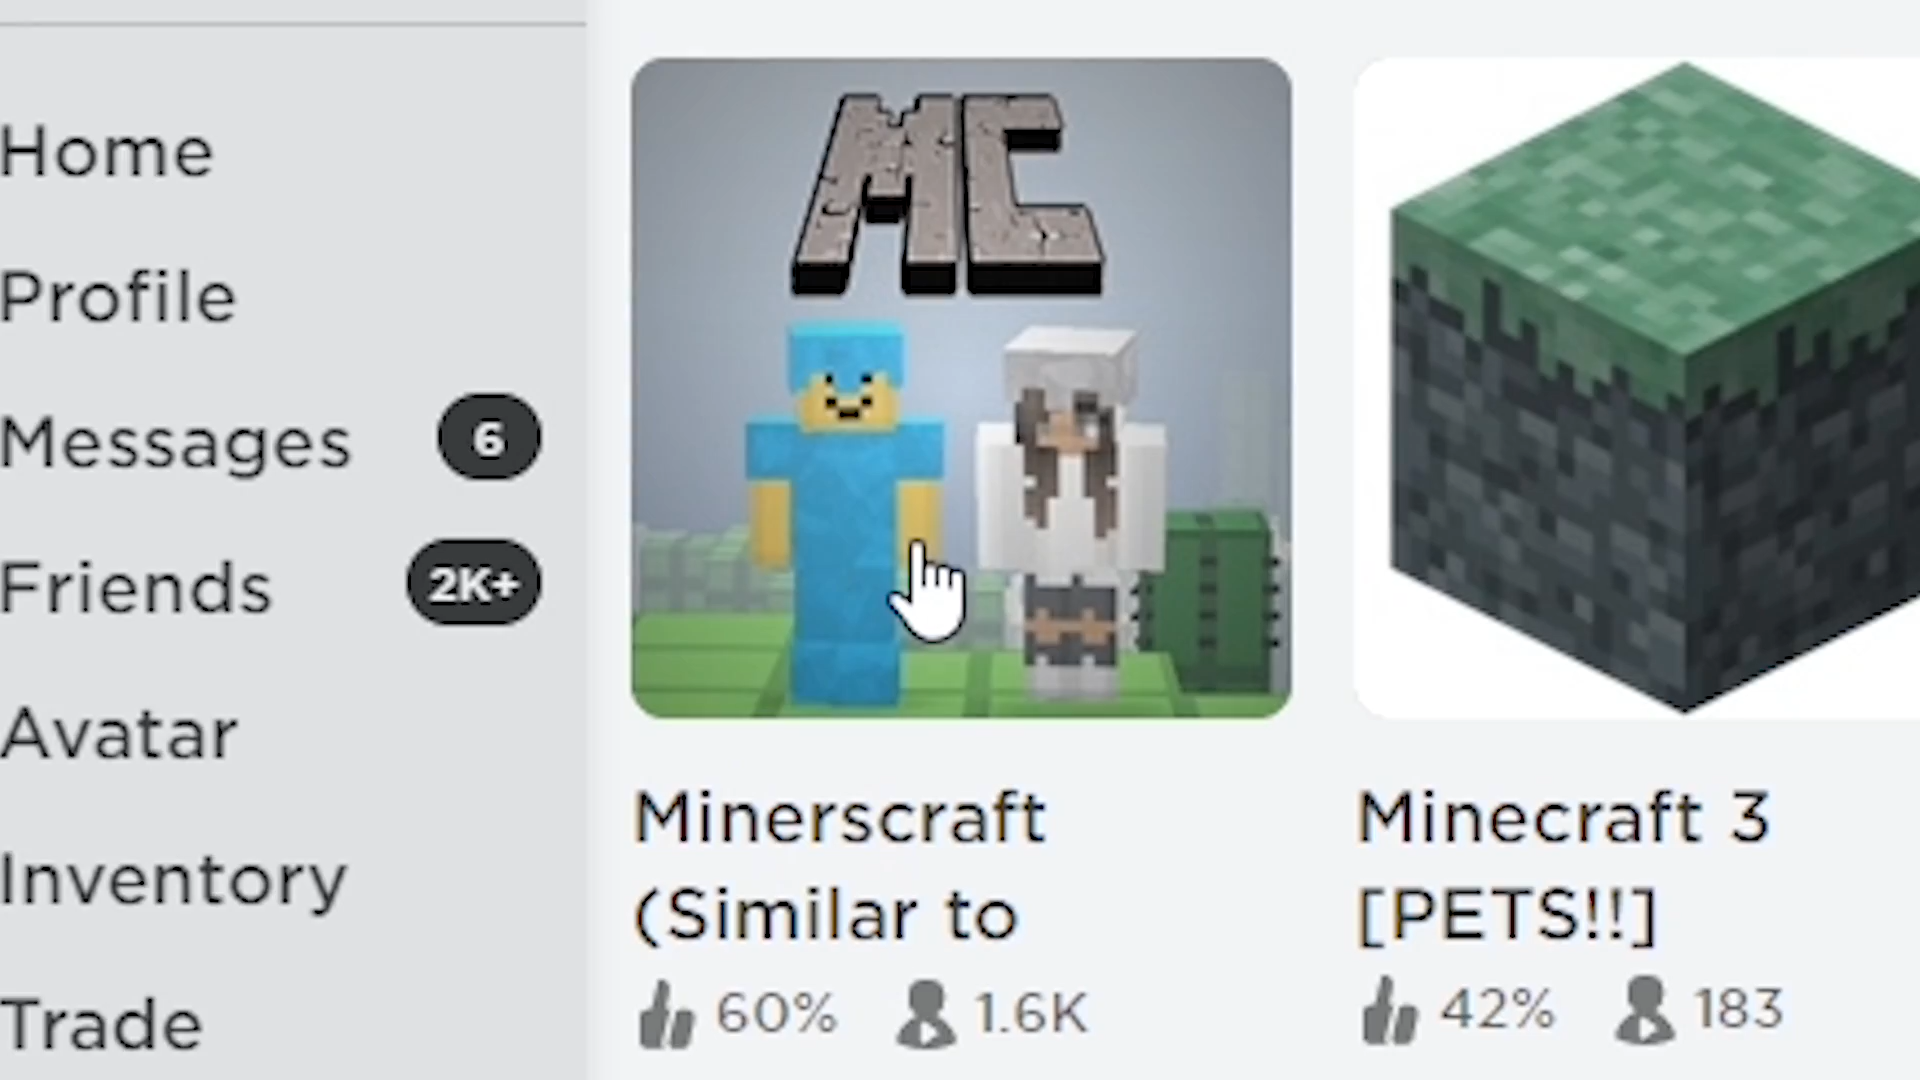 Home
Profile
Messages 6
Friends 2K+
Avatar
Inventory
Trade
MC
Minerscraft
(Similar to
60% 1.6K
Minecraft 3
[PETS!!]
42% 183